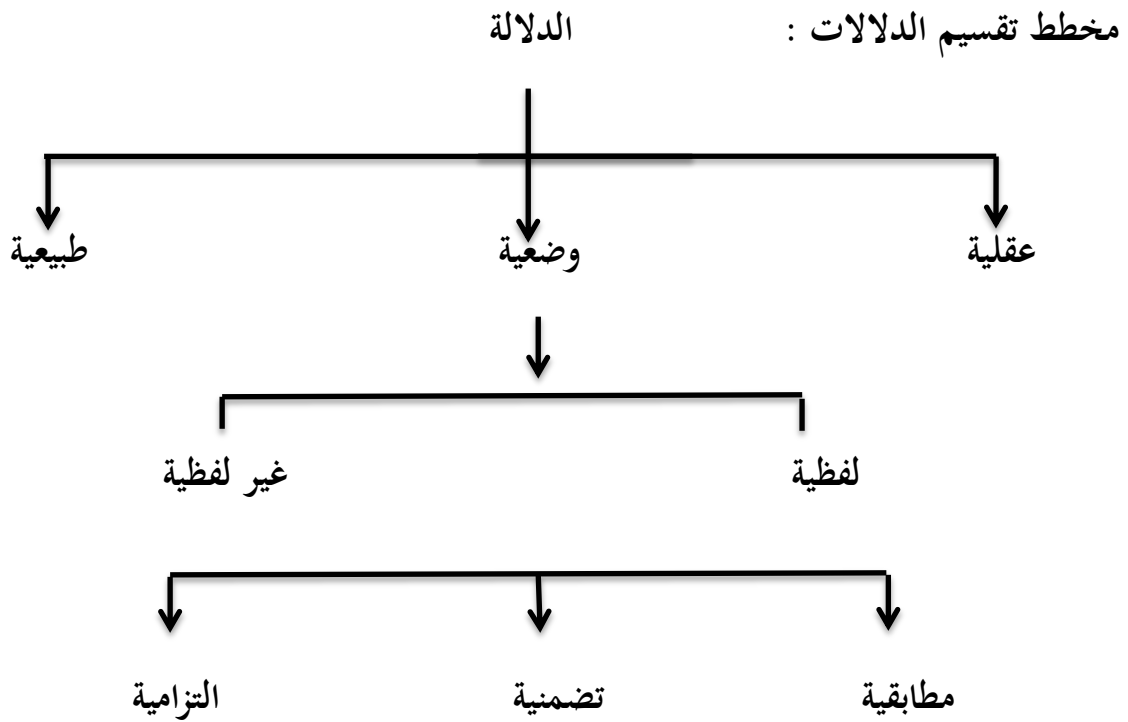 مخطط تقسيم الدلالات : الدلالة
عقلية وضعية طبيعية
لفظية غير لفظية
مطابقية تضمنية التزامية